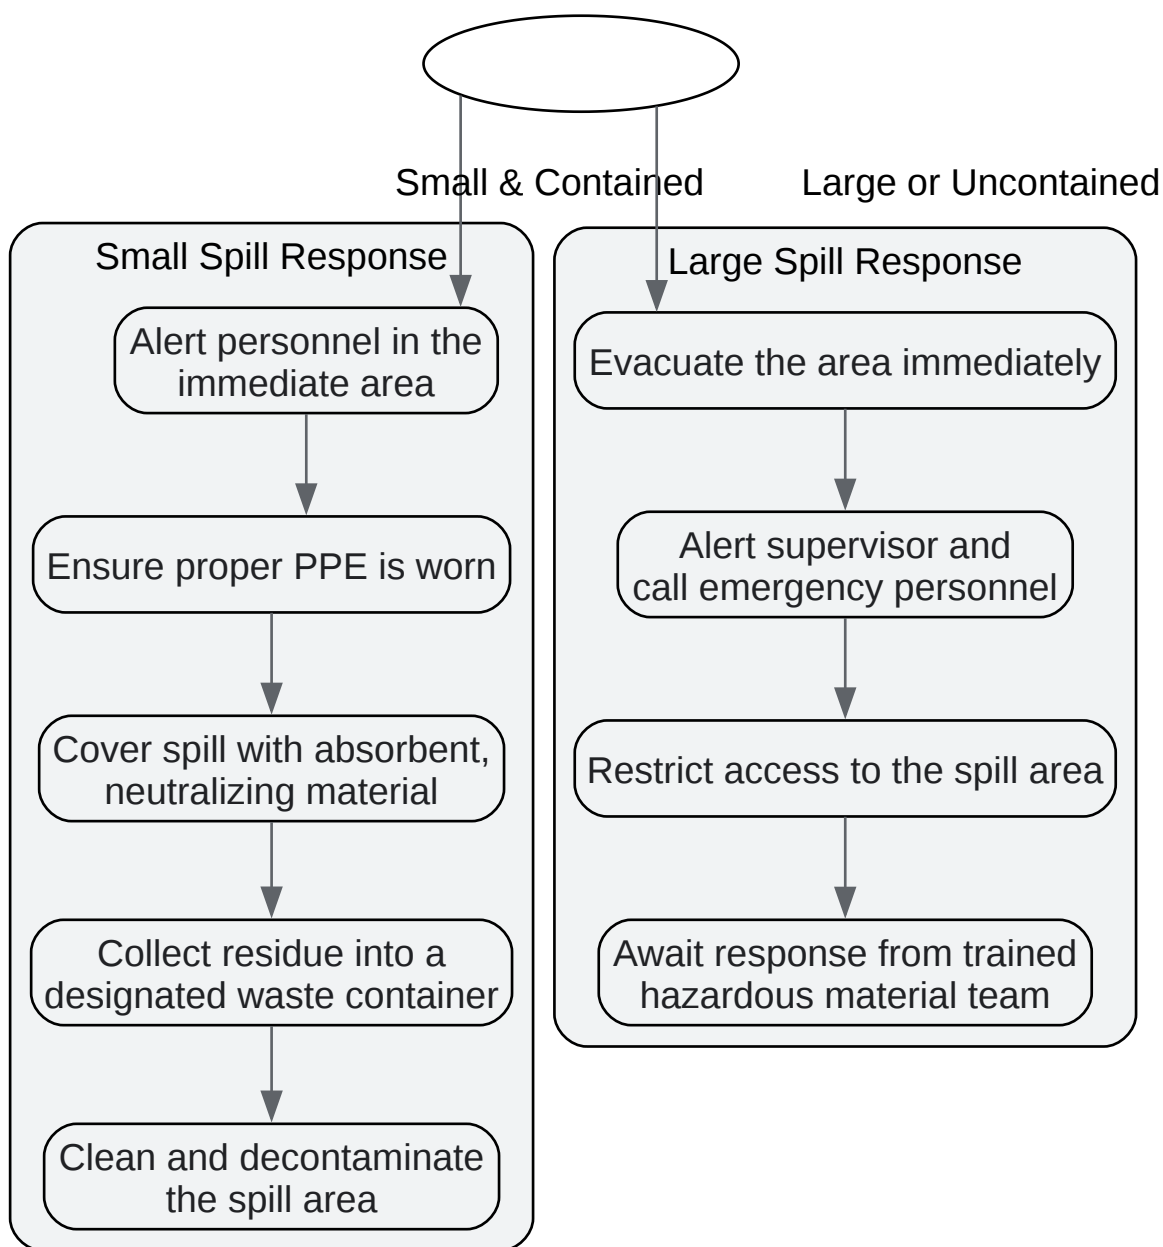 Small & Contained
Large or Uncontained
Small Spill Response
Alert personnel in the
immediate area
Ensure proper PPE is worn
Cover spill with absorbent,
neutralizing material
Collect residue into a
designated waste container
Clean and decontaminate
the spill area
Large Spill Response
Evacuate the area immediately
Alert supervisor and
call emergency personnel
Restrict access to the spill area
Await response from trained
hazardous material team